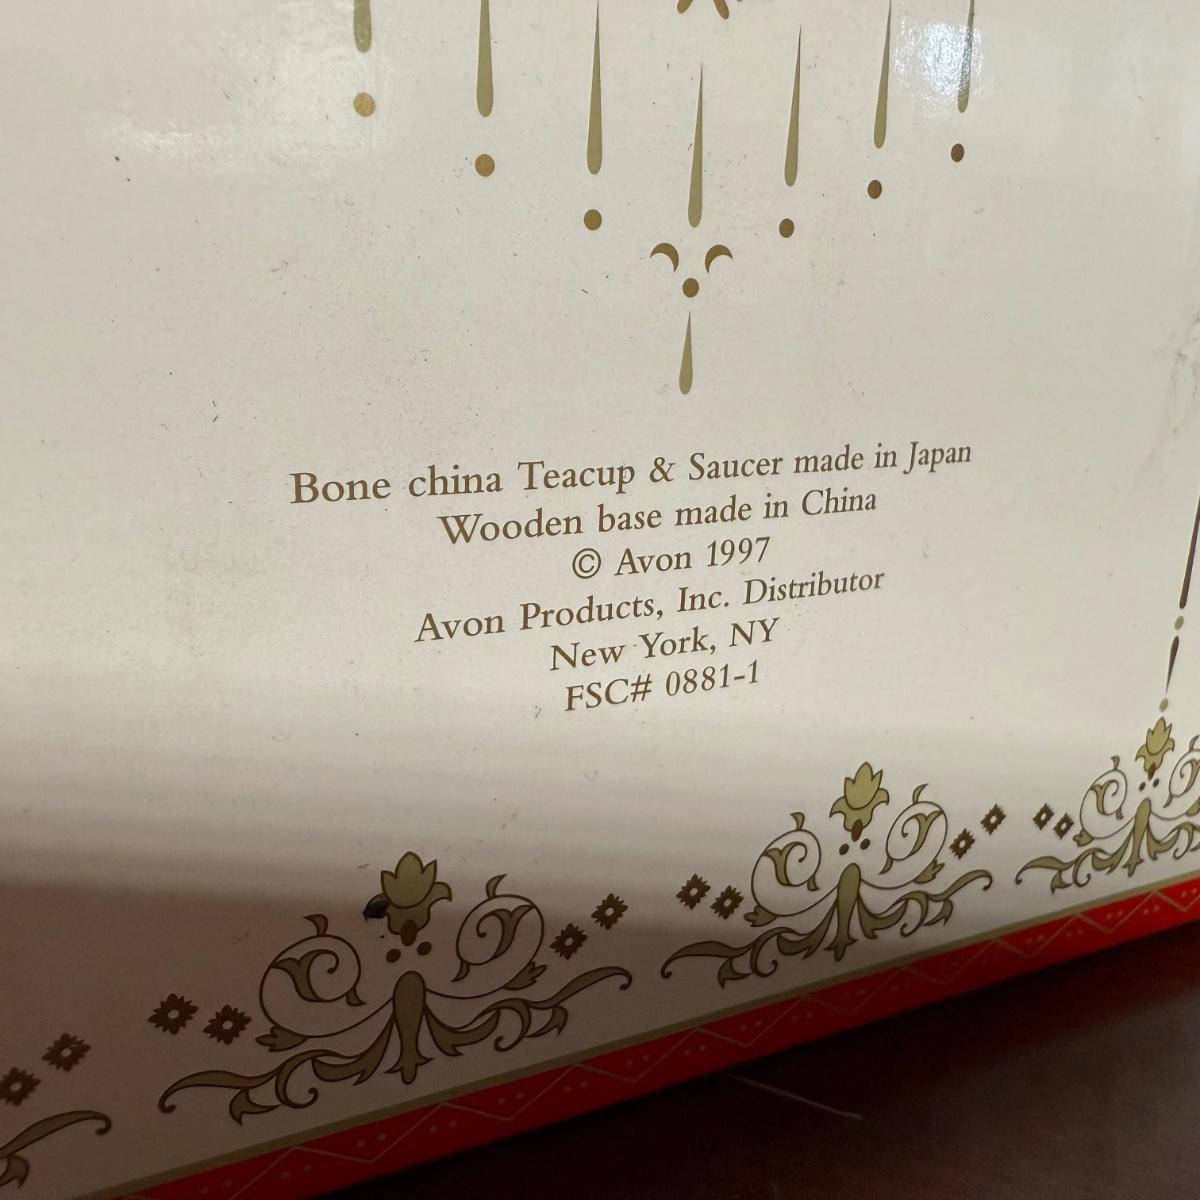 Bone china Teacup & Saucer made in Japan
Wooden base made in China
© Avon 1997
Avon Products, Inc. Distributor
New York, NY
FSC# 0881-1